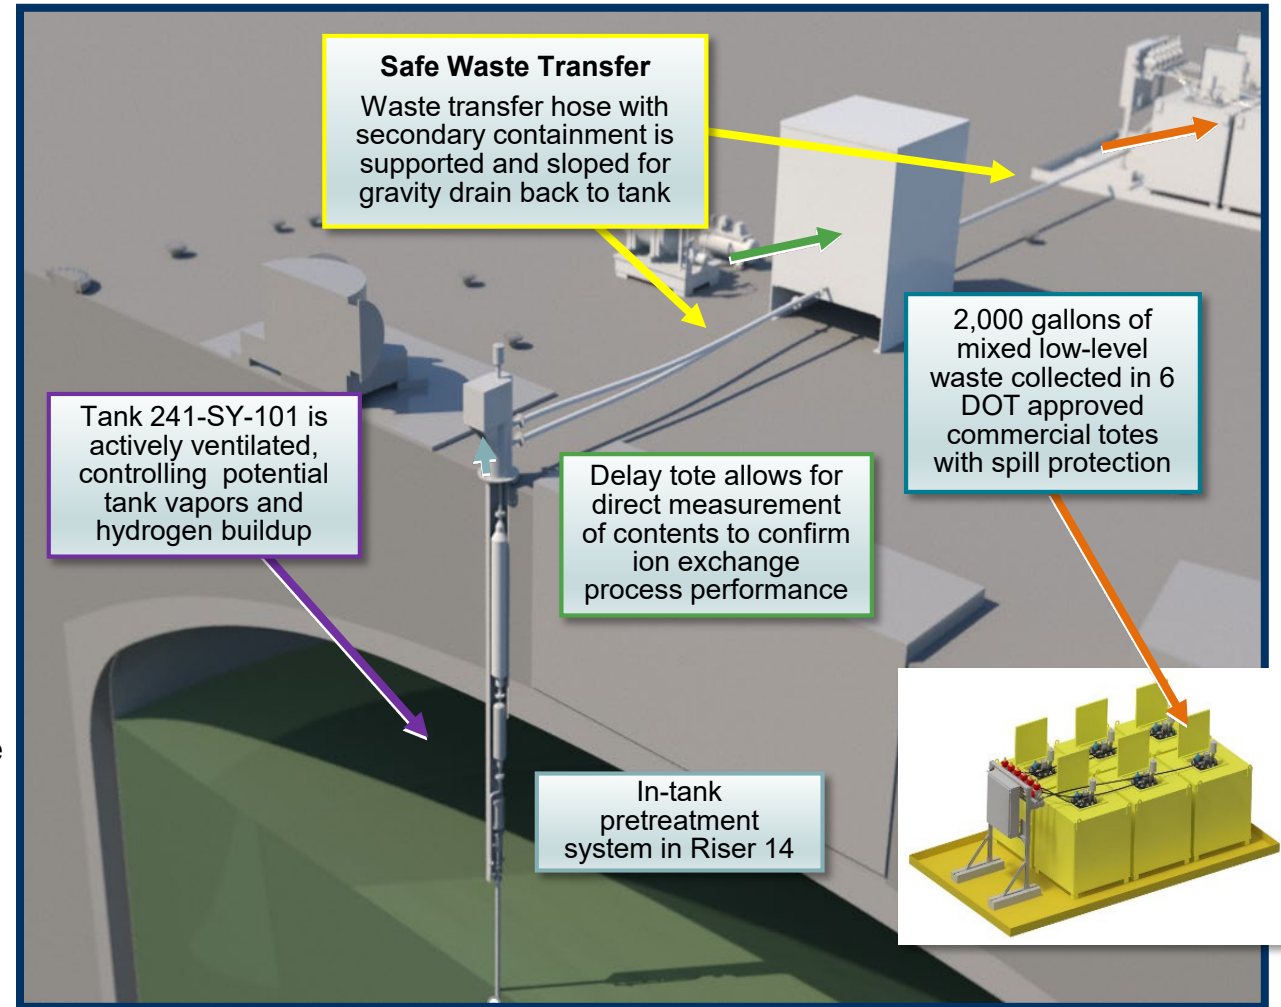 Safe Waste Transfer
Waste transfer hose with
secondary containment is
supported and sloped for
gravity drain back to tank
2,000 gallons of
mixed low-level
waste collected in 6
DOT approved
commercial totes
with spill protection
Tank 241-SY-101 is
actively ventilated,
controlling potential
tank vapors and
hydrogen buildup
Delay tote allows for
direct measurement
of contents to confirm
ion exchange
process performance
In-tank
pretreatment
system in Riser 14